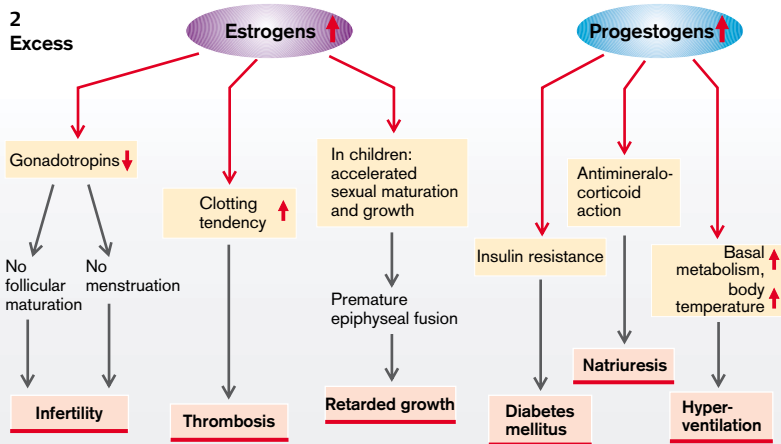 2
Excess
Estrogens
Progestogens
Gonadotropins
Clotting
tendency
In children:
accelerated
sexual maturation
and growth
Antimineralo-
corticoid
action
Insulin resistance
Basal
metabolism,
body
temperature
No
follicular
maturation
No
menstruation
Premature
epiphyseal fusion
Infertility
Thrombosis
Retarded growth
Diabetes
mellitus
Natriuresis
Hyper-
ventilation